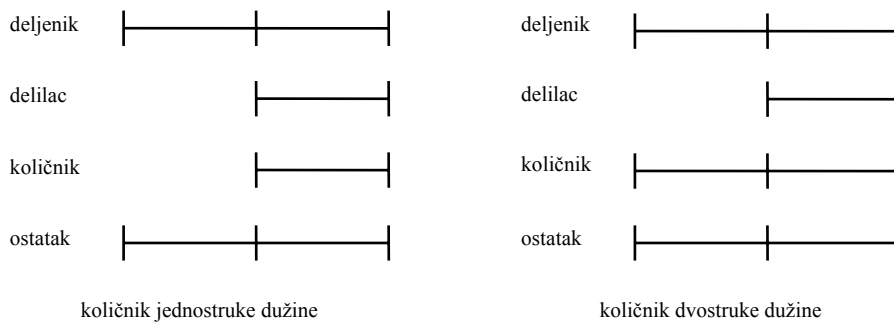 deljenik
delilac
količnik
ostatak
količnik jednostruke dužine
deljenik
delilac
količnik
ostatak
količnik dvostruke dužine